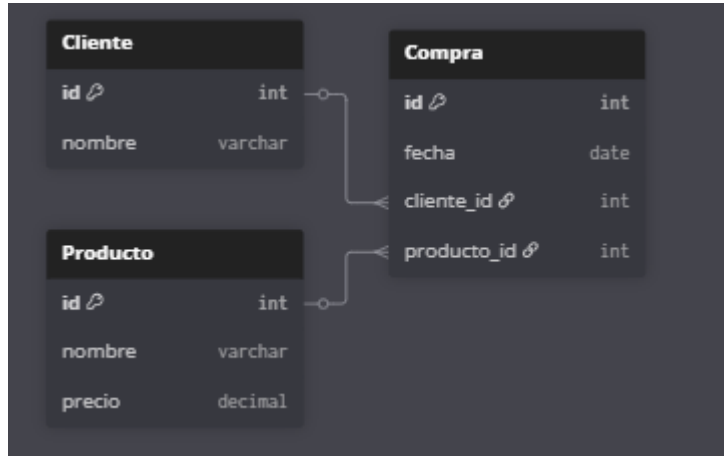 Cliente
id int
nombre varchar
Compra
id int
fecha date
cliente_id int
producto_id int
Producto
id int
nombre varchar
precio decimal